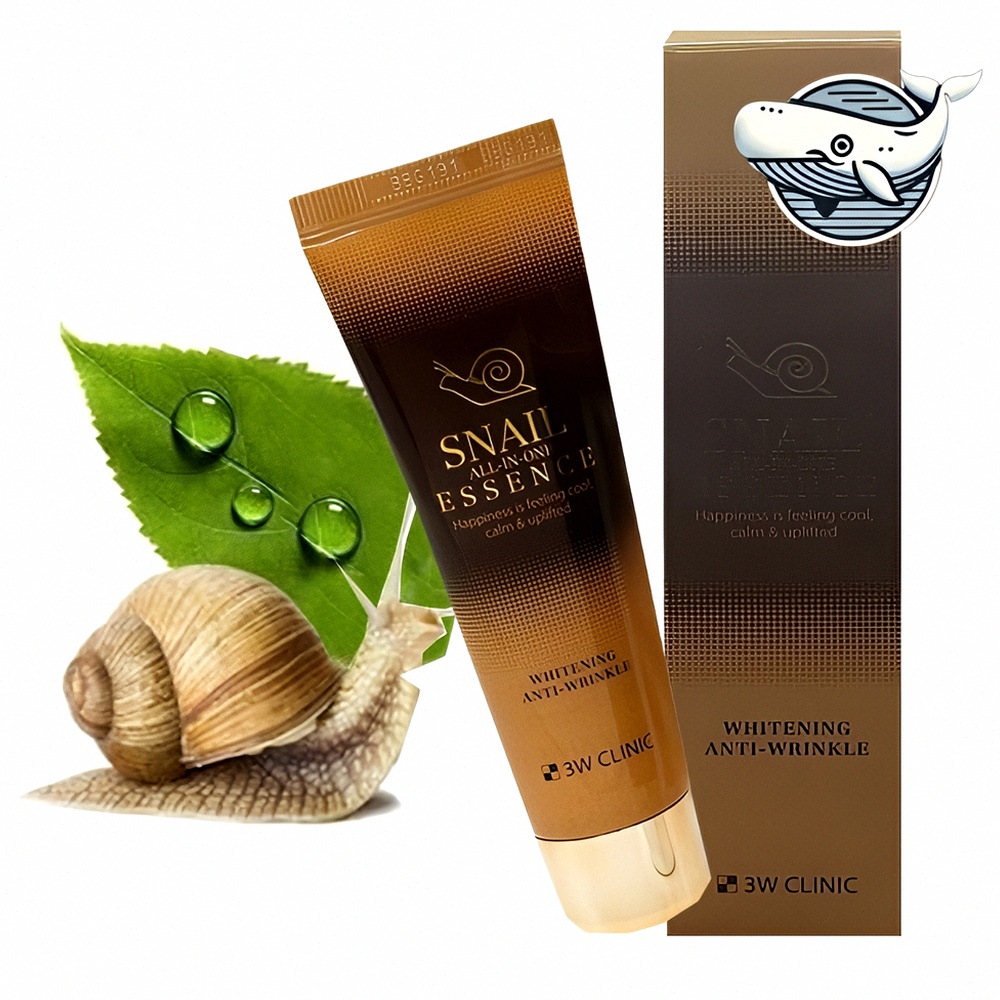 BSG191
SNAIL
ALL-IN-ONE
ESSENCE
Happiness is feeling cool,
calm & uplifted
WHITENING
ANTI-WRINKLE
3W CLINIC
Happiness is feeling cool,
calm & uplifted
WHITENING
ANTI-WRINKLE
3W CLINIC